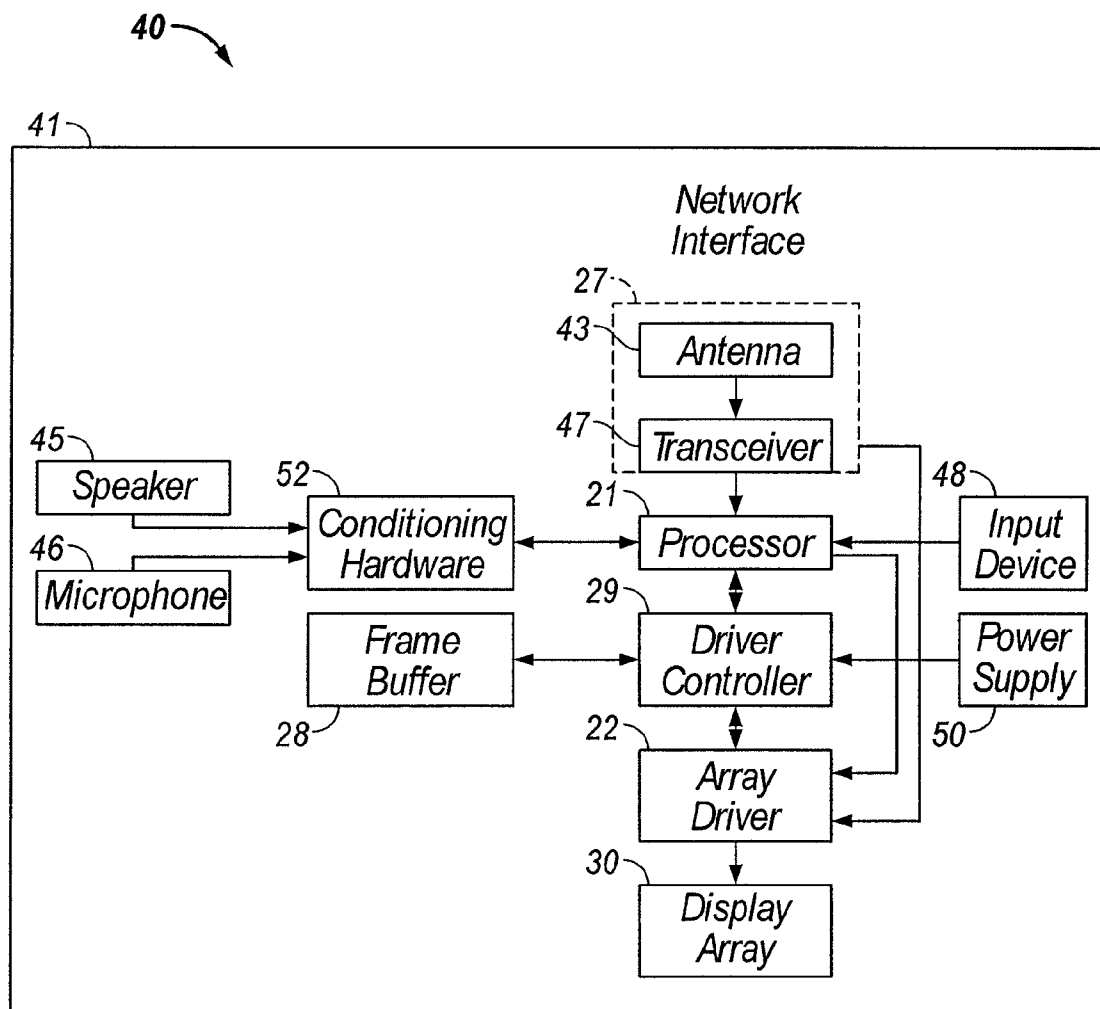 40
41
Network
Interface
27
43
Antenna
47
Transceiver
45
Speaker
52
Conditioning
Hardware
21
Processor
48
Input
Device
46
Microphone
29
Driver
Controller
Frame
Buffer
28
Power
Supply
50
22
Array
Driver
30
Display
Array